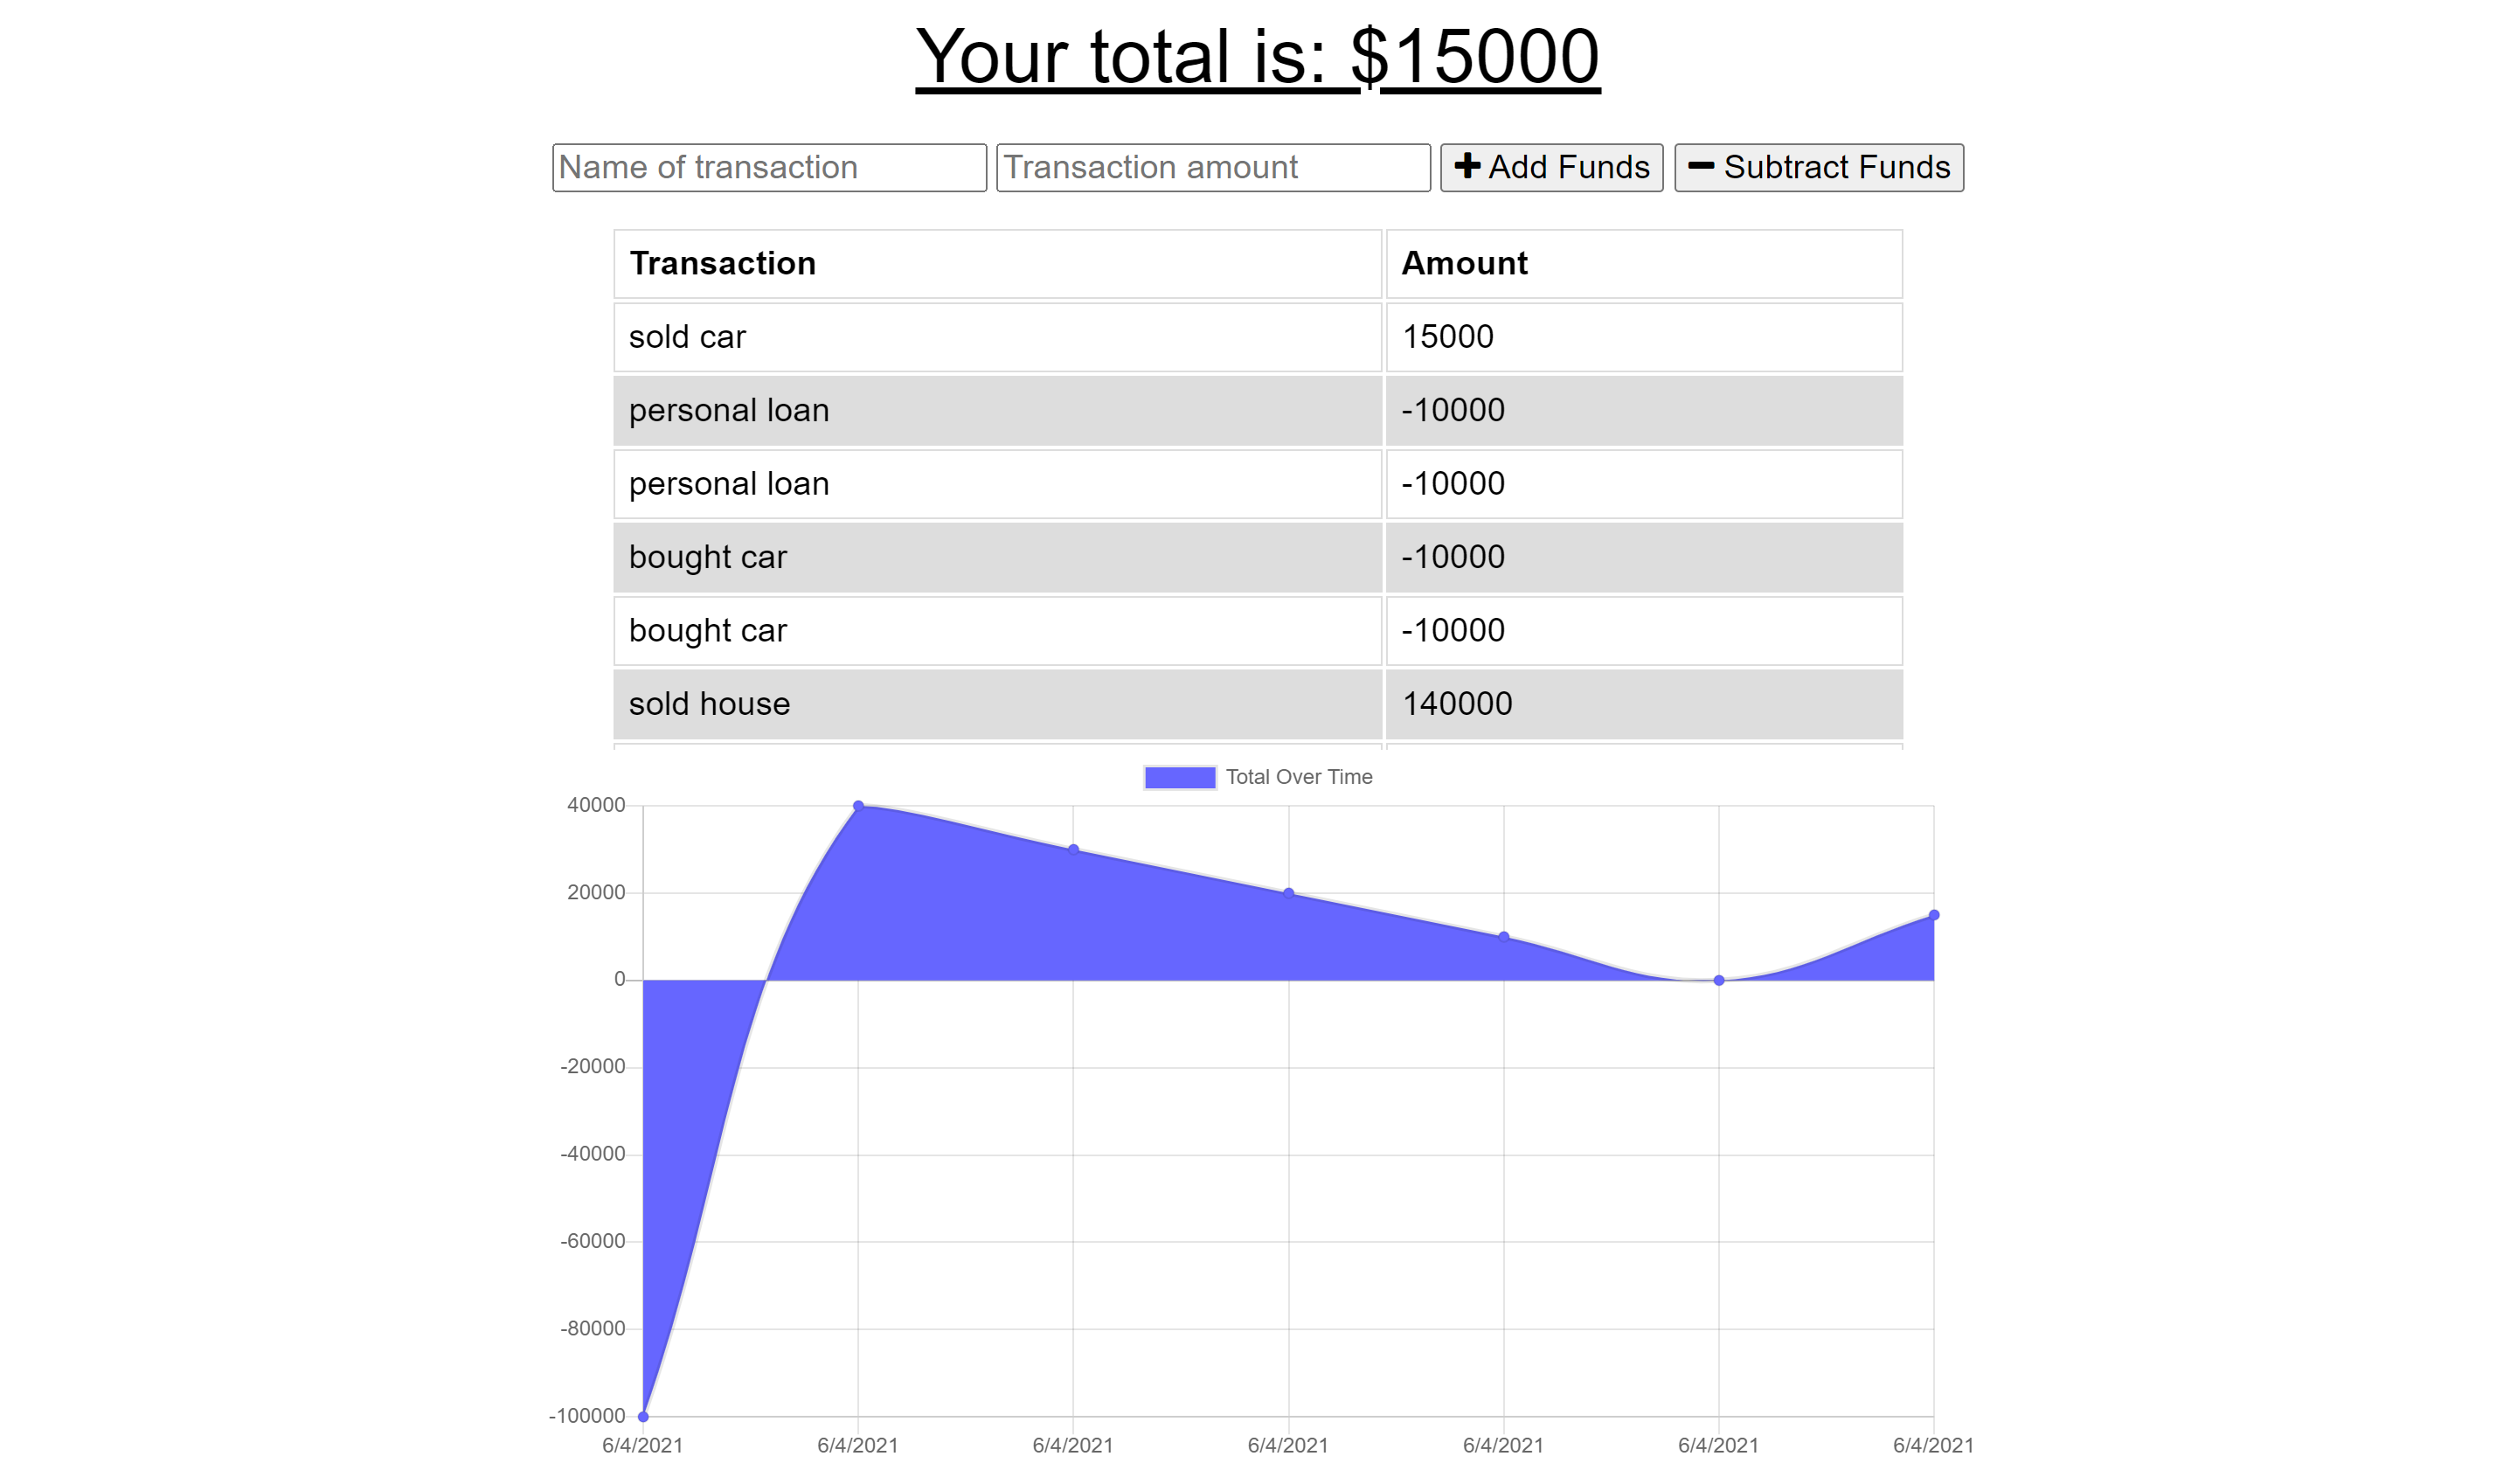 Your total is: $15000
Name of transaction Transaction amount Add Funds Subtract Funds
Transaction Amount
sold car 15000
personal loan -10000
personal loan -10000
bought car -10000
bought car -10000
sold house 140000
Total Over Time
40000
20000
0
-20000
-40000
-60000
-80000
-100000
6/4/2021 6/4/2021 6/4/2021 6/4/2021 6/4/2021 6/4/2021 6/4/2021